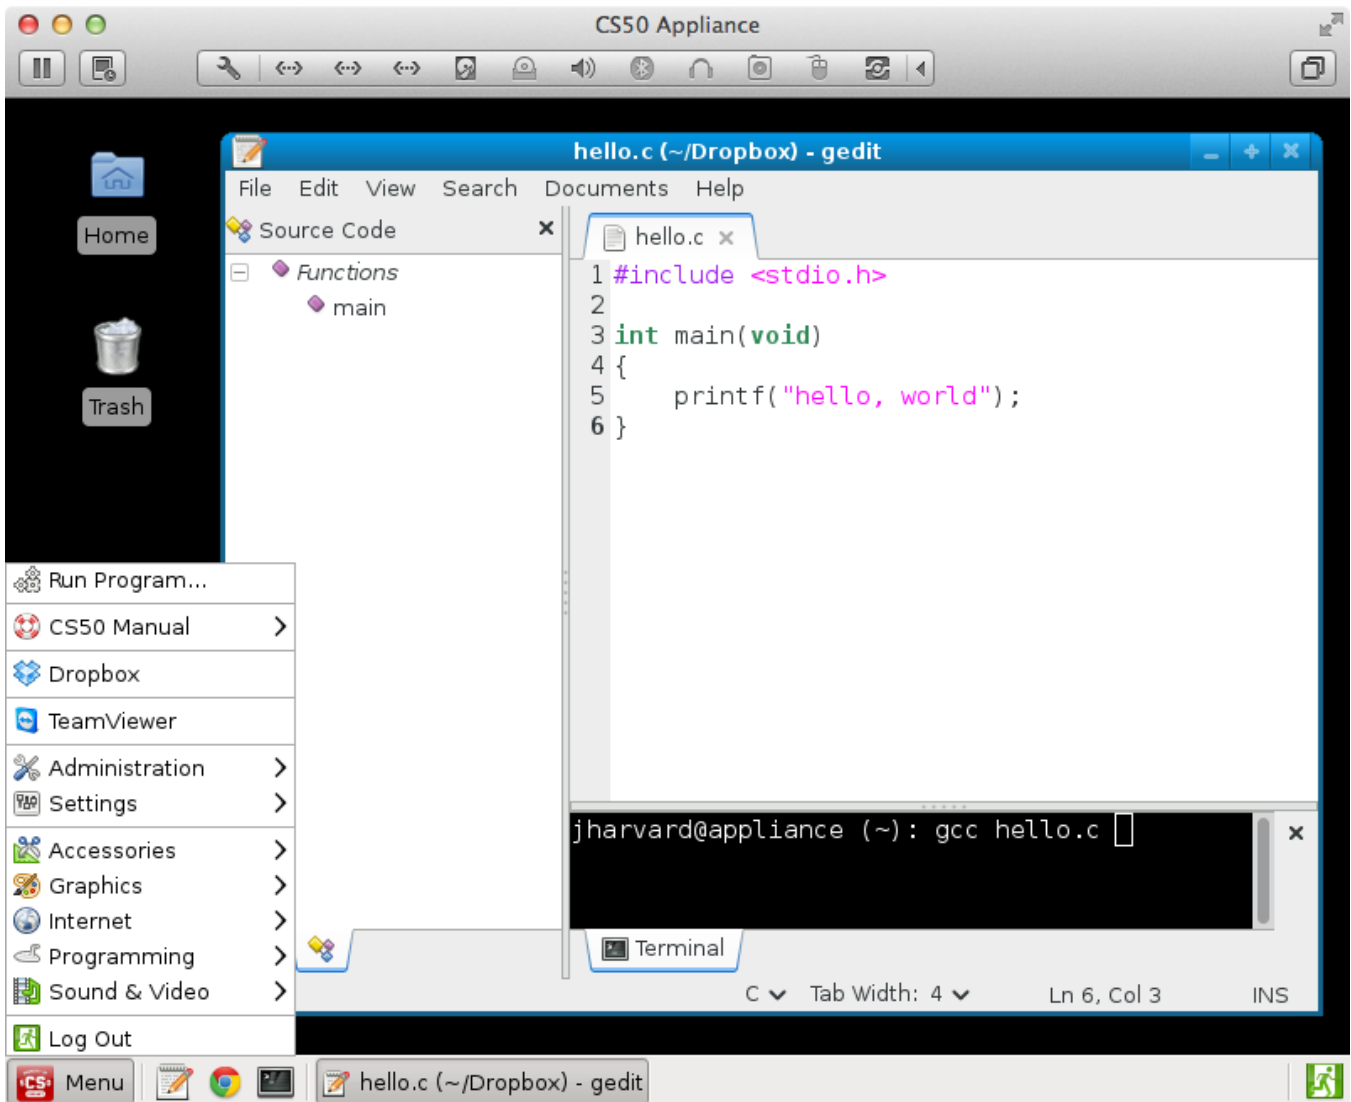 CS50 Appliance
Home
Trash
hello.c (~/Dropbox) - gedit
File Edit View Search Documents Help
Source Code
Functions
main
hello.c
1 #include <stdio.h>
2
3 int main(void)
4 {
5     printf("hello, world");
6 }
jharvard@appliance (~): gcc hello.c
Terminal
C Tab Width: 4 Ln 6, Col 3 INS
Run Program...
CS50 Manual
Dropbox
TeamViewer
Administration
Settings
Accessories
Graphics
Internet
Programming
Sound & Video
Log Out
CS Menu hello.c (~/Dropbox) - gedit